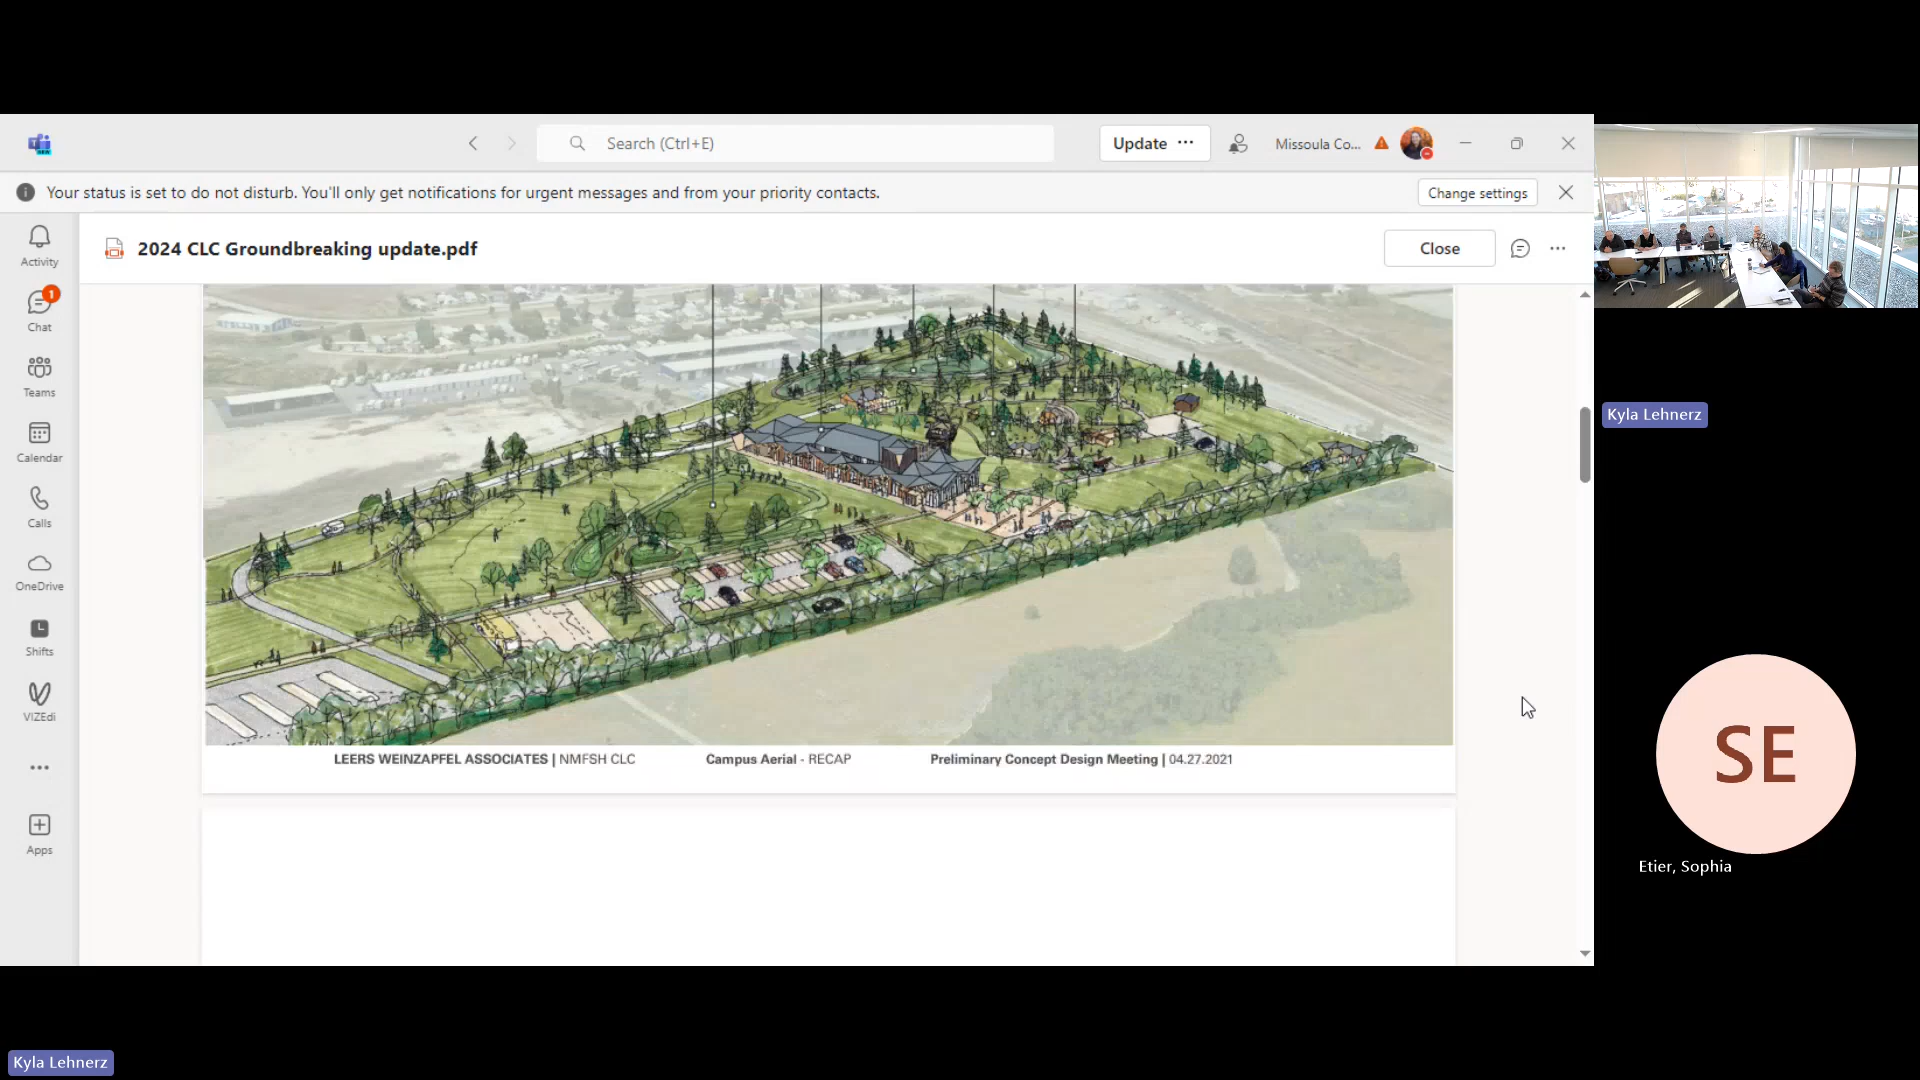 Search (Ctrl+E)
Update
Missoula Co...
Your status is set to do not disturb. You'll only get notifications for urgent messages and from your priority contacts.
Change settings
Activity
1
Chat
Teams
Calendar
Calls
OneDrive
Shifts
VIZEdi
Apps
2024 CLC Groundbreaking update.pdf
Close
LEERS WEINZAPFEL ASSOCIATES | NMFSH CLC
Campus Aerial - RECAP
Preliminary Concept Design Meeting | 04.27.2021
Kyla Lehnerz
SE
Etier, Sophia
Kyla Lehnerz